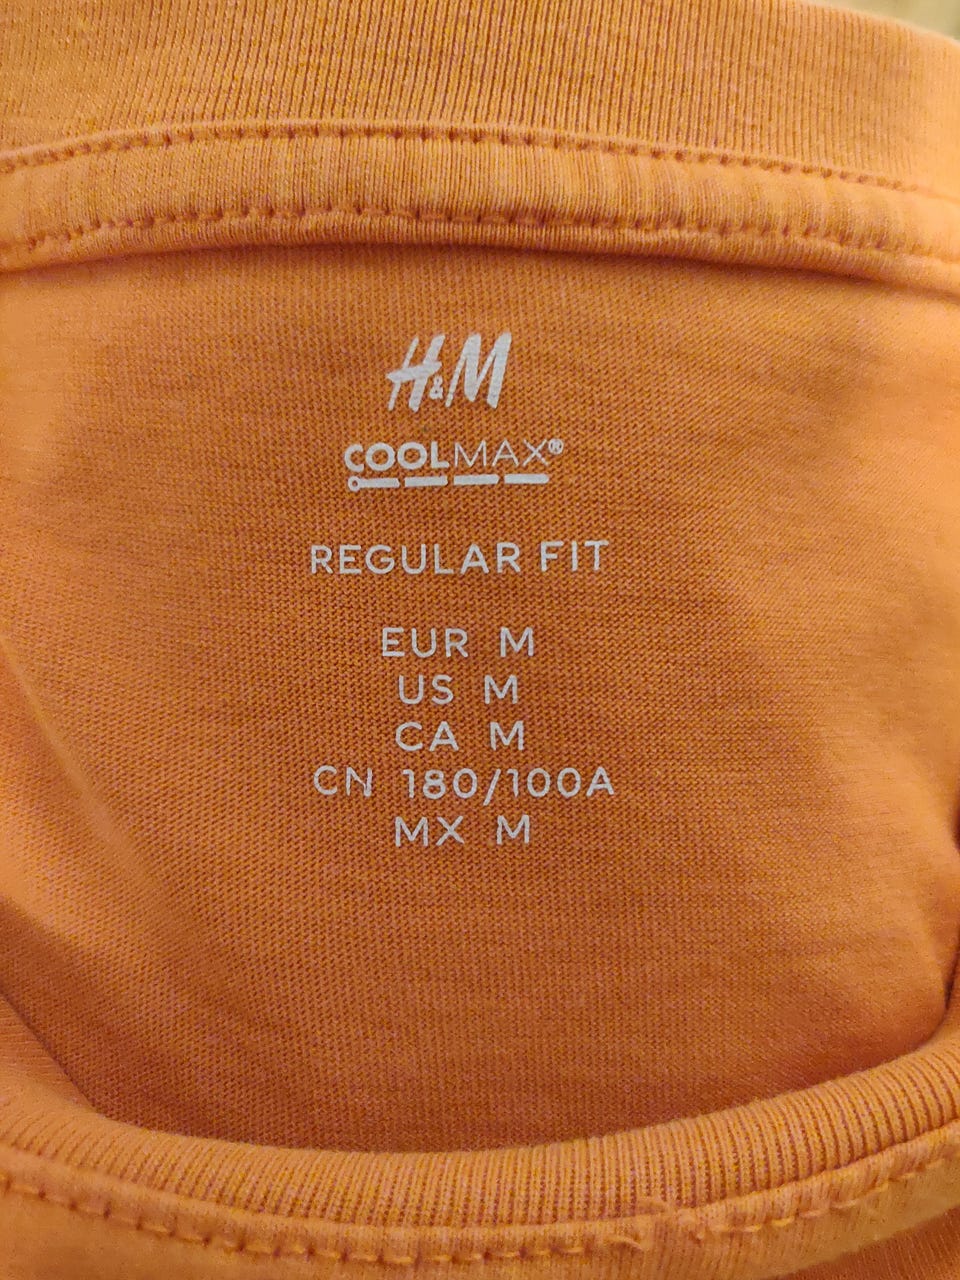 H&M
COOLMAX®
REGULAR FIT
EUR M
US M
CA M
CN 180/100A
MX M